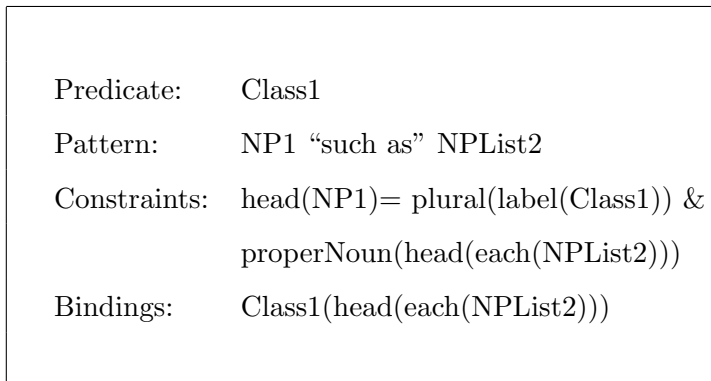 Predicate: Class1
Pattern: NP1 “such as” NPList2
Constraints: head(NP1)= plural(label(Class1)) &
properNoun(head(each(NPList2)))
Bindings: Class1(head(each(NPList2)))